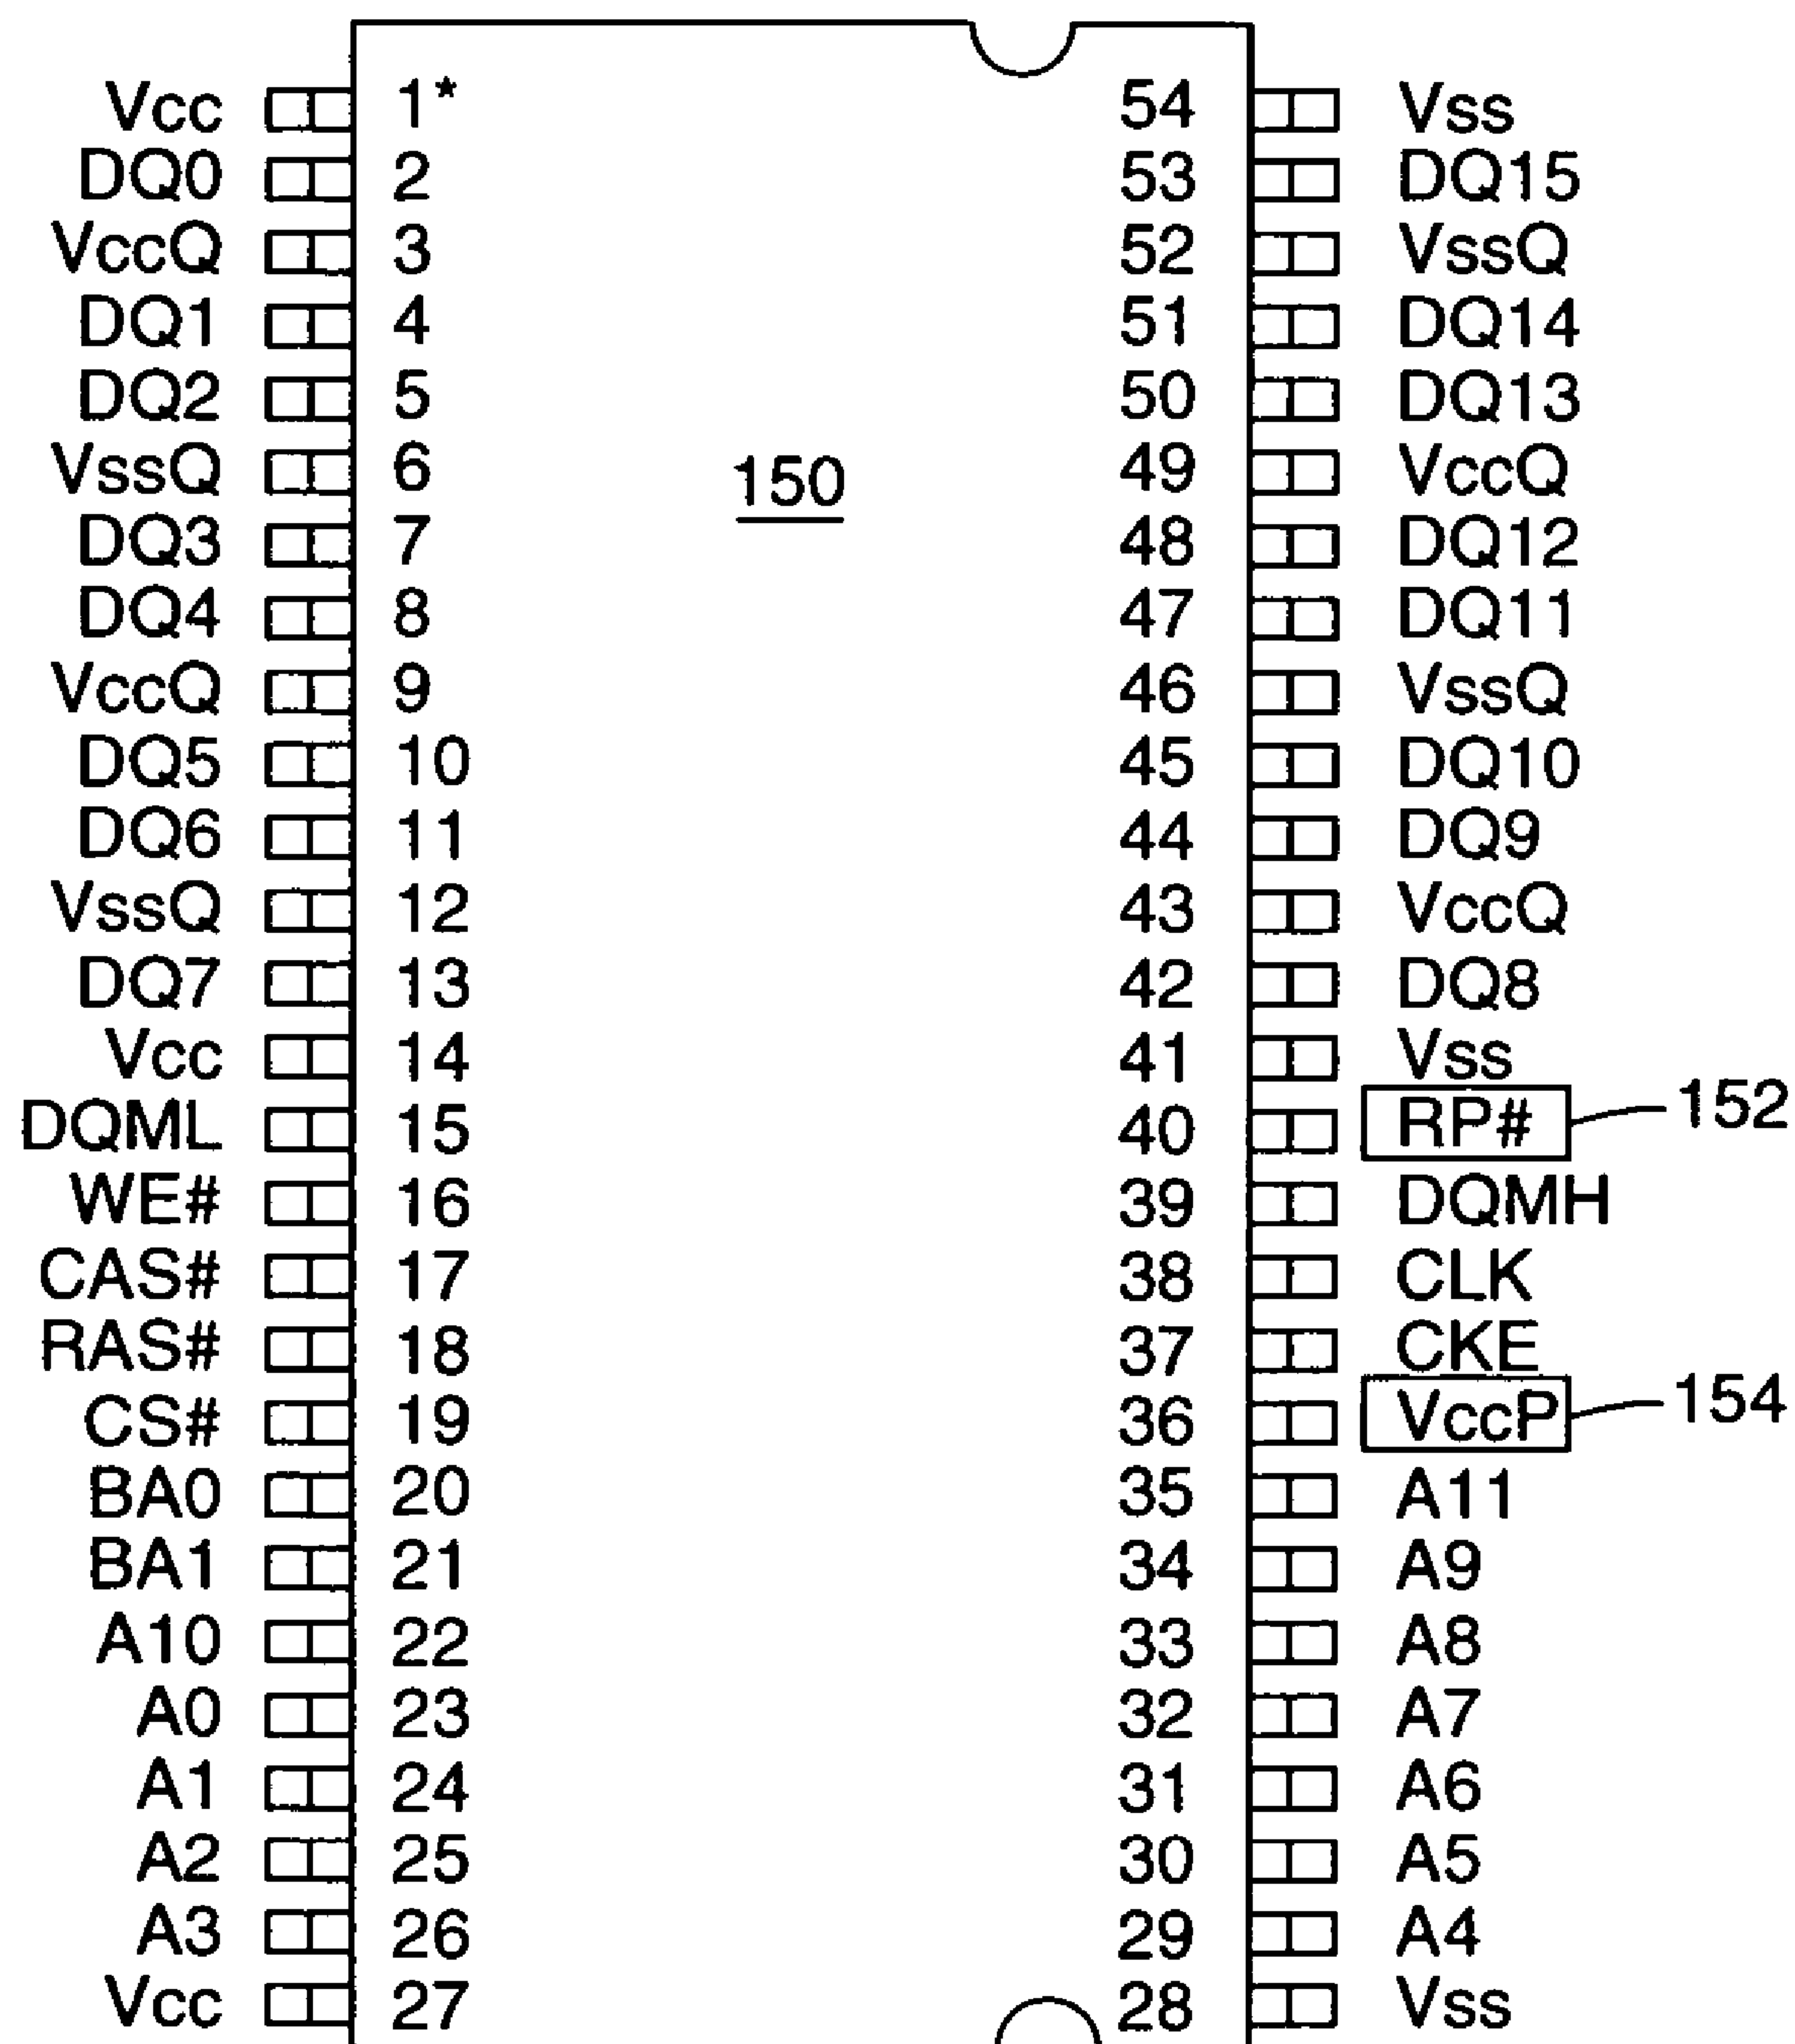 Vcc 1* 54 Vss
DQ0 2 53 DQ15
VccQ 3 52 VssQ
DQ1 4 51 DQ14
DQ2 5 50 DQ13
VssQ 6 150 49 VccQ
DQ3 7 48 DQ12
DQ4 8 47 DQ11
VccQ 9 46 VssQ
DQ5 10 45 DQ10
DQ6 11 44 DQ9
VssQ 12 43 VccQ
DQ7 13 42 DQ8
Vcc 14 41 Vss
DQML 15 40 RP# 152
WE# 16 39 DQMH
CAS# 17 38 CLK
RAS# 18 37 CKE
CS# 19 36 VccP 154
BA0 20 35 A11
BA1 21 34 A9
A10 22 33 A8
A0 23 32 A7
A1 24 31 A6
A2 25 30 A5
A3 26 29 A4
Vcc 27 28 Vss